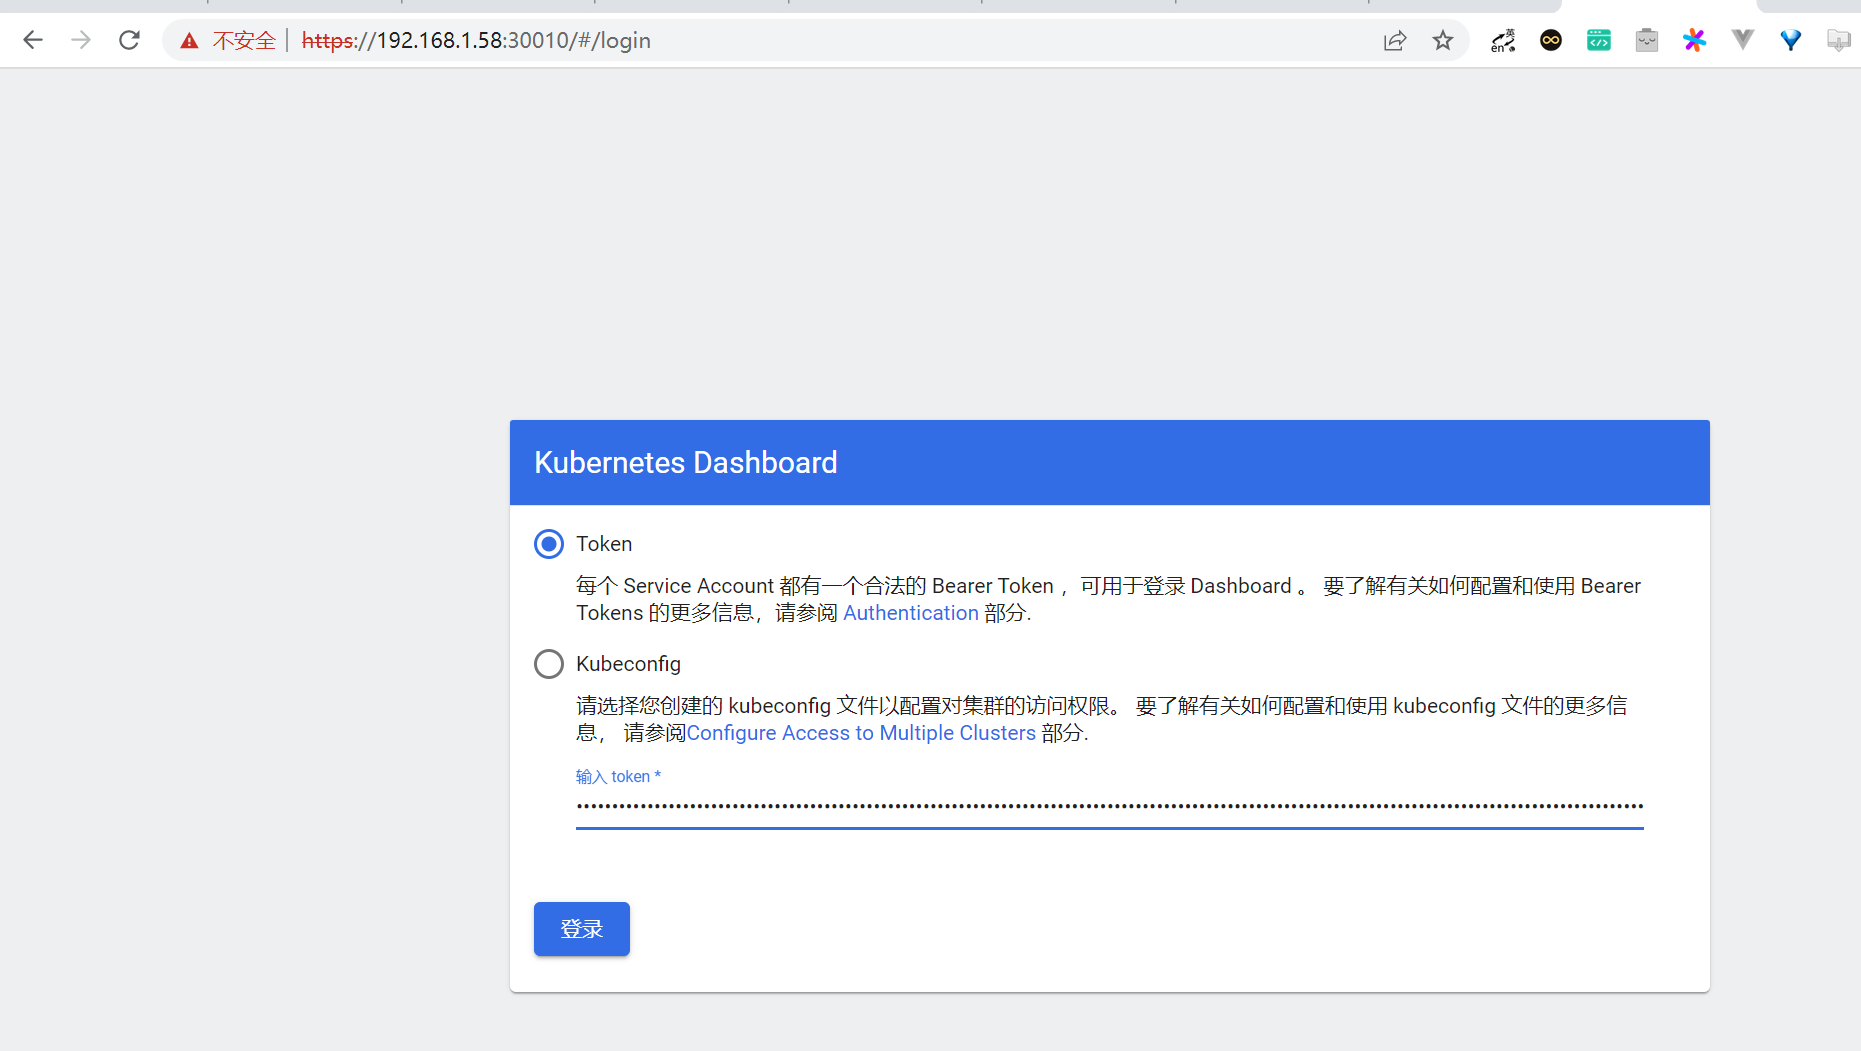 不安全 https://192.168.1.58:30010/#/login
英
en
Kubernetes Dashboard
Token
每个 Service Account 都有一个合法的 Bearer Token ，可用于登录 Dashboard 。 要了解有关如何配置和使用 Bearer
Tokens 的更多信息，请参阅 Authentication 部分.
Kubeconfig
请选择您创建的 kubeconfig 文件以配置对集群的访问权限。 要了解有关如何配置和使用 kubeconfig 文件的更多信
息， 请参阅Configure Access to Multiple Clusters 部分.
输入 token *
登录